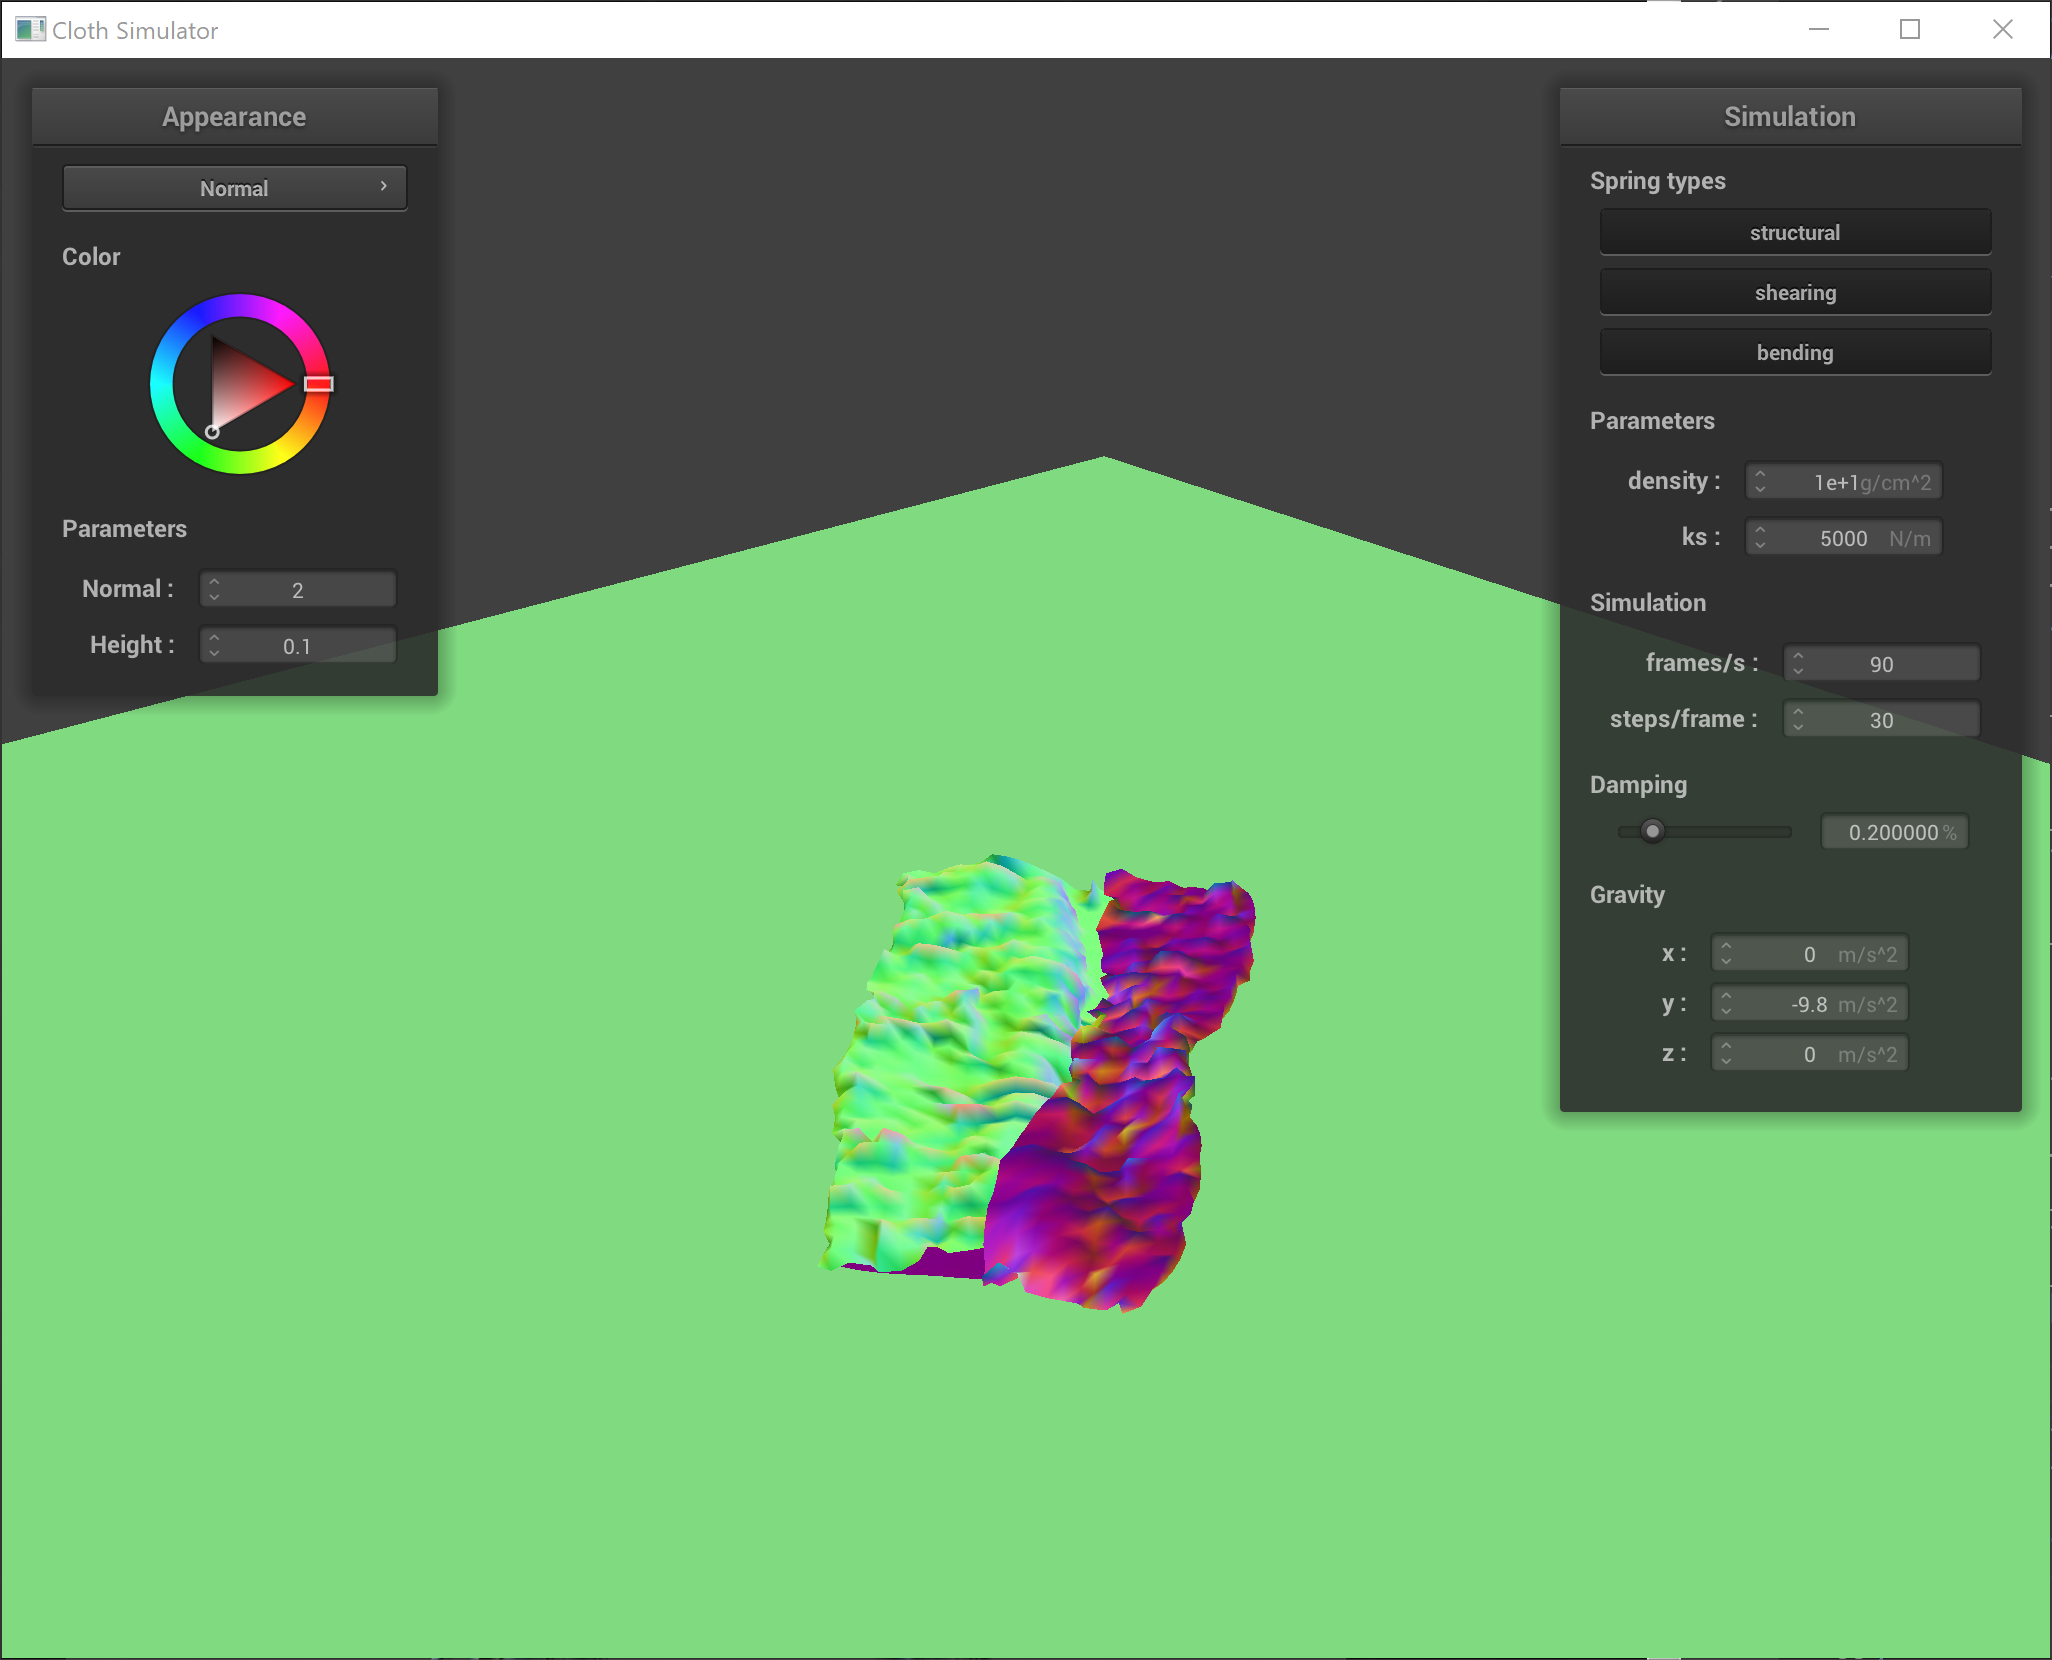 Cloth Simulator
Appearance
Normal
Color
Parameters
Normal : 2
Height : 0.1
Simulation
Spring types
structural
shearing
bending
Parameters
density : 1e+1g/cm^2
ks : 5000 N/m
Simulation
frames/s : 90
steps/frame : 30
Damping
0.200000 %
Gravity
x : 0 m/s^2
y : -9.8 m/s^2
z : 0 m/s^2